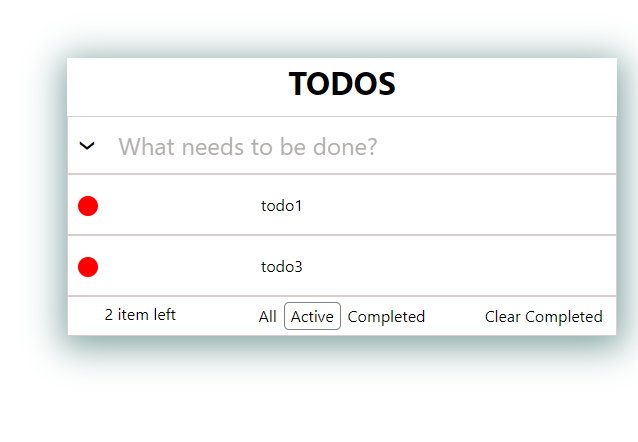 TODOS
What needs to be done?
todo1
todo3
2 item left All Active Completed Clear Completed